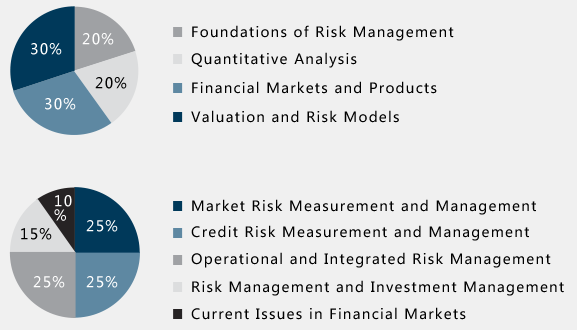 30%
20%
20%
30%
Foundations of Risk Management
Quantitative Analysis
Financial Markets and Products
Valuation and Risk Models
10
%
25%
15%
25%
25%
Market Risk Measurement and Management
Credit Risk Measurement and Management
Operational and Integrated Risk Management
Risk Management and Investment Management
Current Issues in Financial Markets